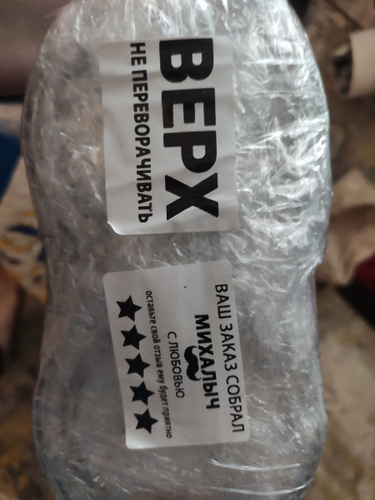 ВЕРХ
НЕ ПЕРЕВОРАЧИВАТЬ
ВАШ ЗАКАЗ СОБРАЛ
МИХАЛЫЧ
С ЛЮБОВЬЮ
оставьте свой отзыв ему будет приятно